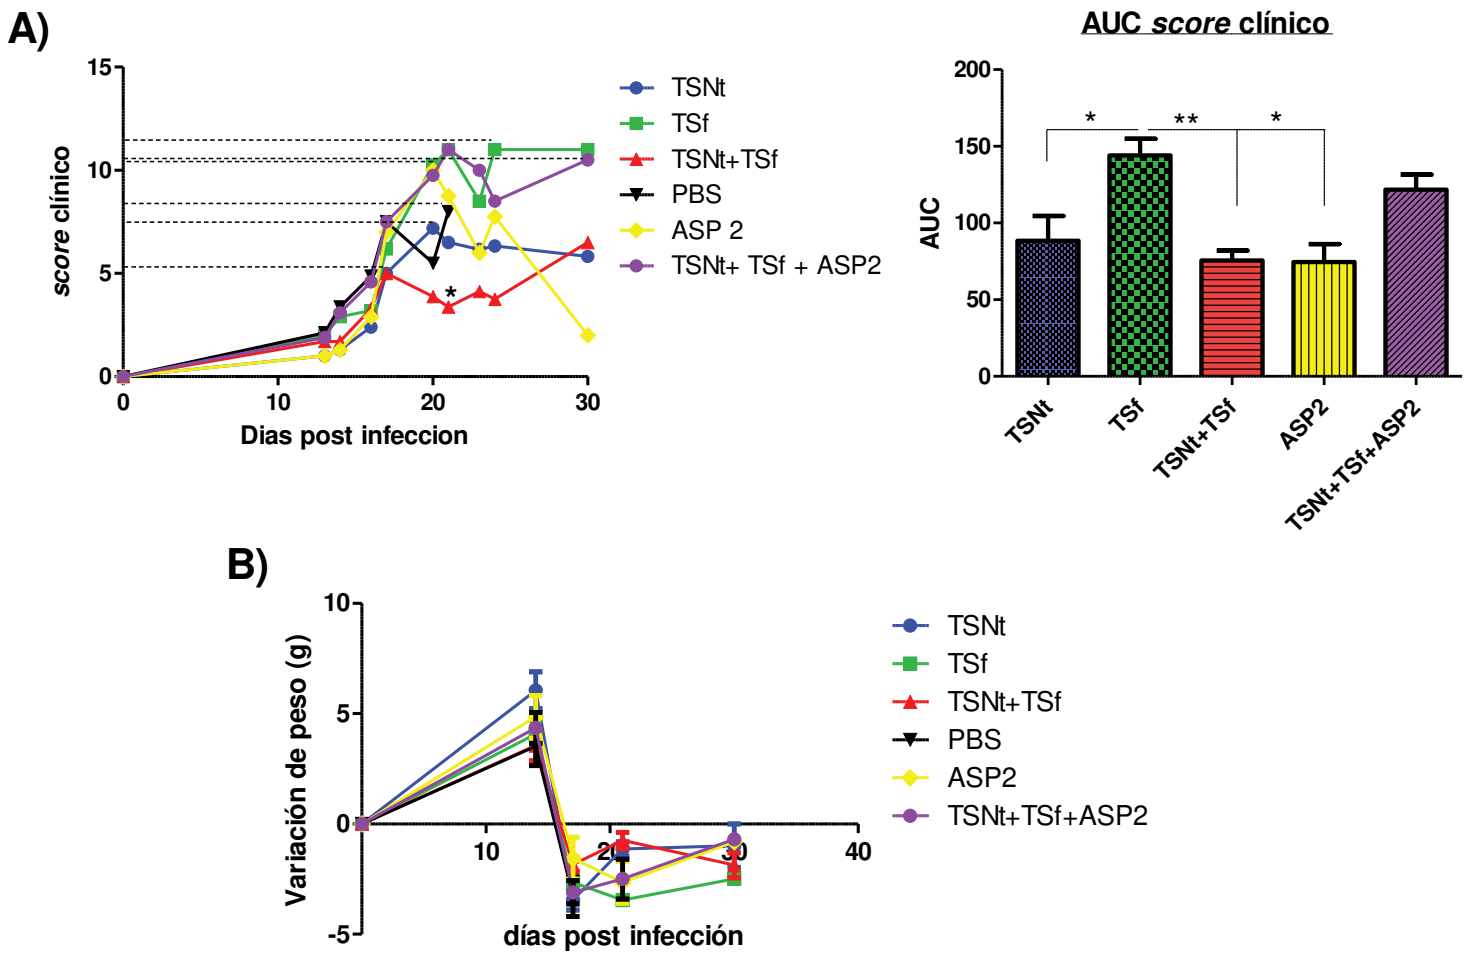 A)
15
10
5
0
score clínico
0
10
20
30
Dias post infeccion
*
TSNt
TSf
TSNt+TSf
PBS
ASP 2
TSNt+ TSf + ASP2
AUC score clínico
200
150
100
50
0
AUC
*
**
*
TSNt
TSf
TSNt+TSf
ASP2
TSNt+TSf+ASP2
B)
10
5
0
-5
Variación de peso (g)
10
20
30
40
días post infección
TSNt
TSf
TSNt+TSf
PBS
ASP2
TSNt+TSf+ASP2